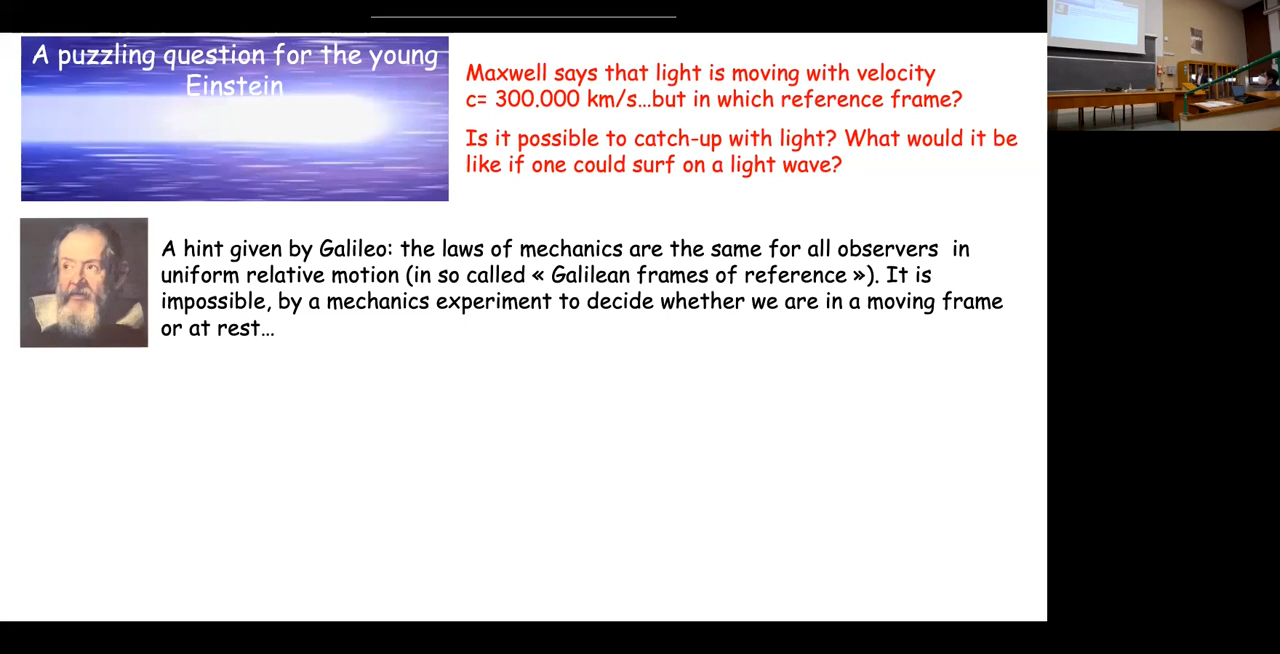 A puzzling question for the young
Einstein
Maxwell says that light is moving with velocity
c= 300.000 km/s…but in which reference frame?
Is it possible to catch-up with light? What would it be
like if one could surf on a light wave?
A hint given by Galileo: the laws of mechanics are the same for all observers  in
uniform relative motion (in so called « Galilean frames of reference »). It is
impossible, by a mechanics experiment to decide whether we are in a moving frame
or at rest…